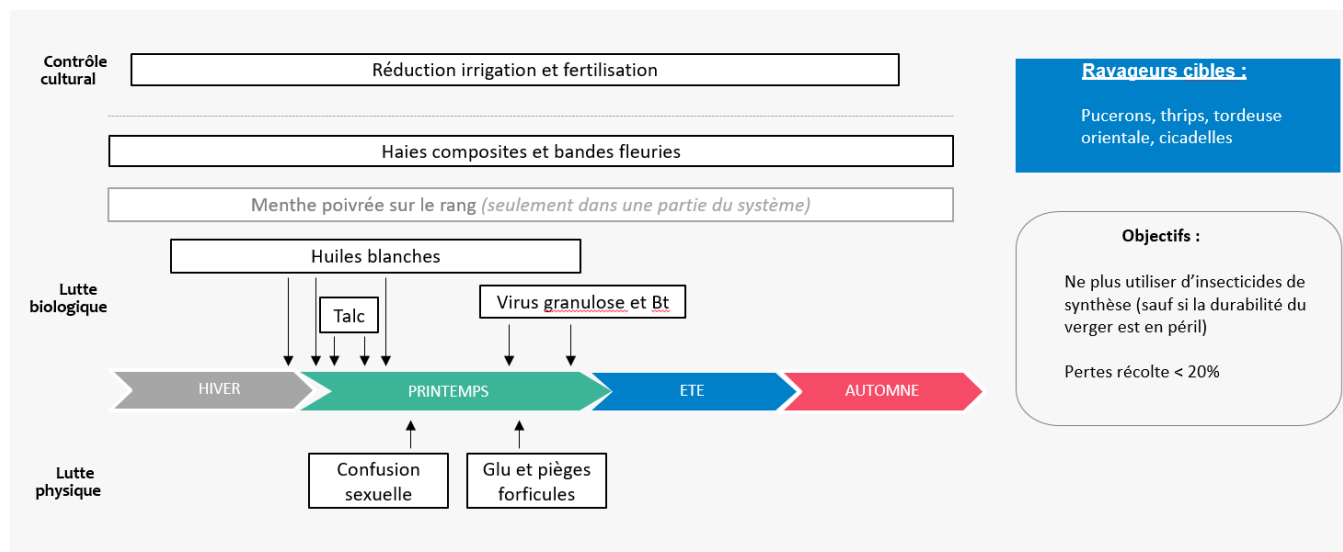 Contrôle
cultural
Réduction irrigation et fertilisation
Ravageurs cibles :
Pucerons, thrips, tordeuse
orientale, cicadelles
Haies composites et bandes fleuries
Menthe poivrée sur le rang (seulement dans une partie du système)
Lutte
biologique
Huiles blanches
Talc
Virus granulose et Bt
Objectifs :
Ne plus utiliser d’insecticides de
synthèse (sauf si la durabilité du
verger est en péril)
Pertes récolte < 20%
HIVER
PRINTEMPS
ETE
AUTOMNE
Lutte
physique
Confusion
sexuelle
Glu et pièges
forficules